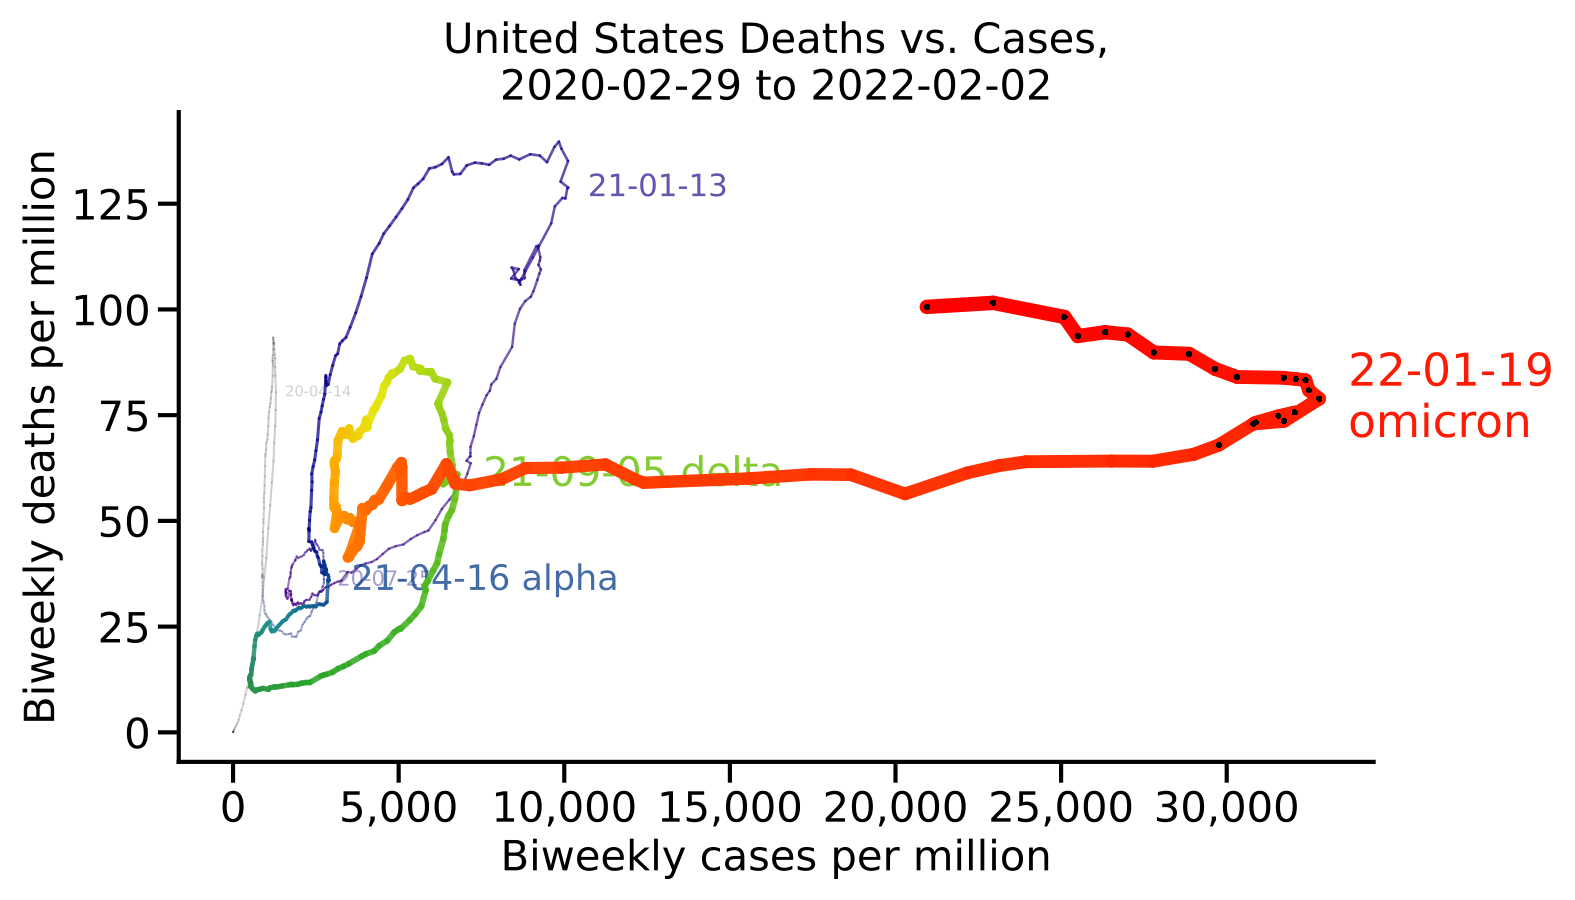 United States Deaths vs. Cases,
2020-02-29 to 2022-02-02
Biweekly deaths per million
125
100
75
50
25
0
21-01-13
20-04-14
22-01-19
omicron
21-09-05 delta
20-07-25
21-04-16 alpha
0
5,000
10,000
15,000
20,000
25,000
30,000
Biweekly cases per million